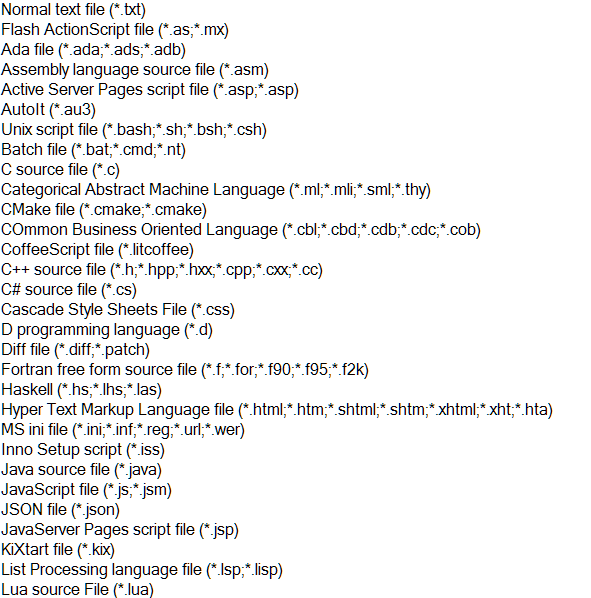 Normal text file (*.txt)
Flash ActionScript file (*.as;*.mx)
Ada file (*.ada;*.ads;*.adb)
Assembly language source file (*.asm)
Active Server Pages script file (*.asp;*.asp)
AutoIt (*.au3)
Unix script file (*.bash;*.sh;*.bsh;*.csh)
Batch file (*.bat;*.cmd;*.nt)
C source file (*.c)
Categorical Abstract Machine Language (*.ml;*.mli;*.sml;*.thy)
CMake file (*.cmake;*.cmake)
COmmon Business Oriented Language (*.cbl;*.cbd;*.cdb;*.cdc;*.cob)
CoffeeScript file (*.litcoffee)
C++ source file (*.h;*.hpp;*.hxx;*.cpp;*.cxx;*.cc)
C# source file (*.cs)
Cascade Style Sheets File (*.css)
D programming language (*.d)
Diff file (*.diff;*.patch)
Fortran free form source file (*.f;*.for;*.f90;*.f95;*.f2k)
Haskell (*.hs;*.lhs;*.las)
Hyper Text Markup Language file (*.html;*.htm;*.shtml;*.shtm;*.xhtml;*.xht;*.hta)
MS ini file (*.ini;*.inf;*.reg;*.url;*.wer)
Inno Setup script (*.iss)
Java source file (*.java)
JavaScript file (*.js;*.jsm)
JSON file (*.json)
JavaServer Pages script file (*.jsp)
KiXtart file (*.kix)
List Processing language file (*.lsp;*.lisp)
Lua source File (*.lua)